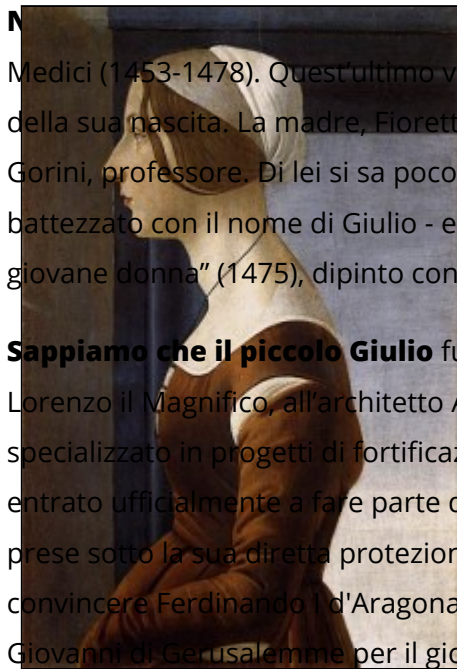 N
Medici (1453-1478). Quest'ultimo v
della sua nascita. La madre, Fiorett
Gorini, professore. Di lei si sa poco
battezzato con il nome di Giulio - e
giovane donna” (1475), dipinto con
Sappiamo che il piccolo Giulio fu
Lorenzo il Magnifico, all'architetto A
specializzato in progetti di fortificaz
entrato ufficialmente a fare parte d
prese sotto la sua diretta protezion
convincere Ferdinando I d'Aragona
Giovanni di Gerusalemme per il gio